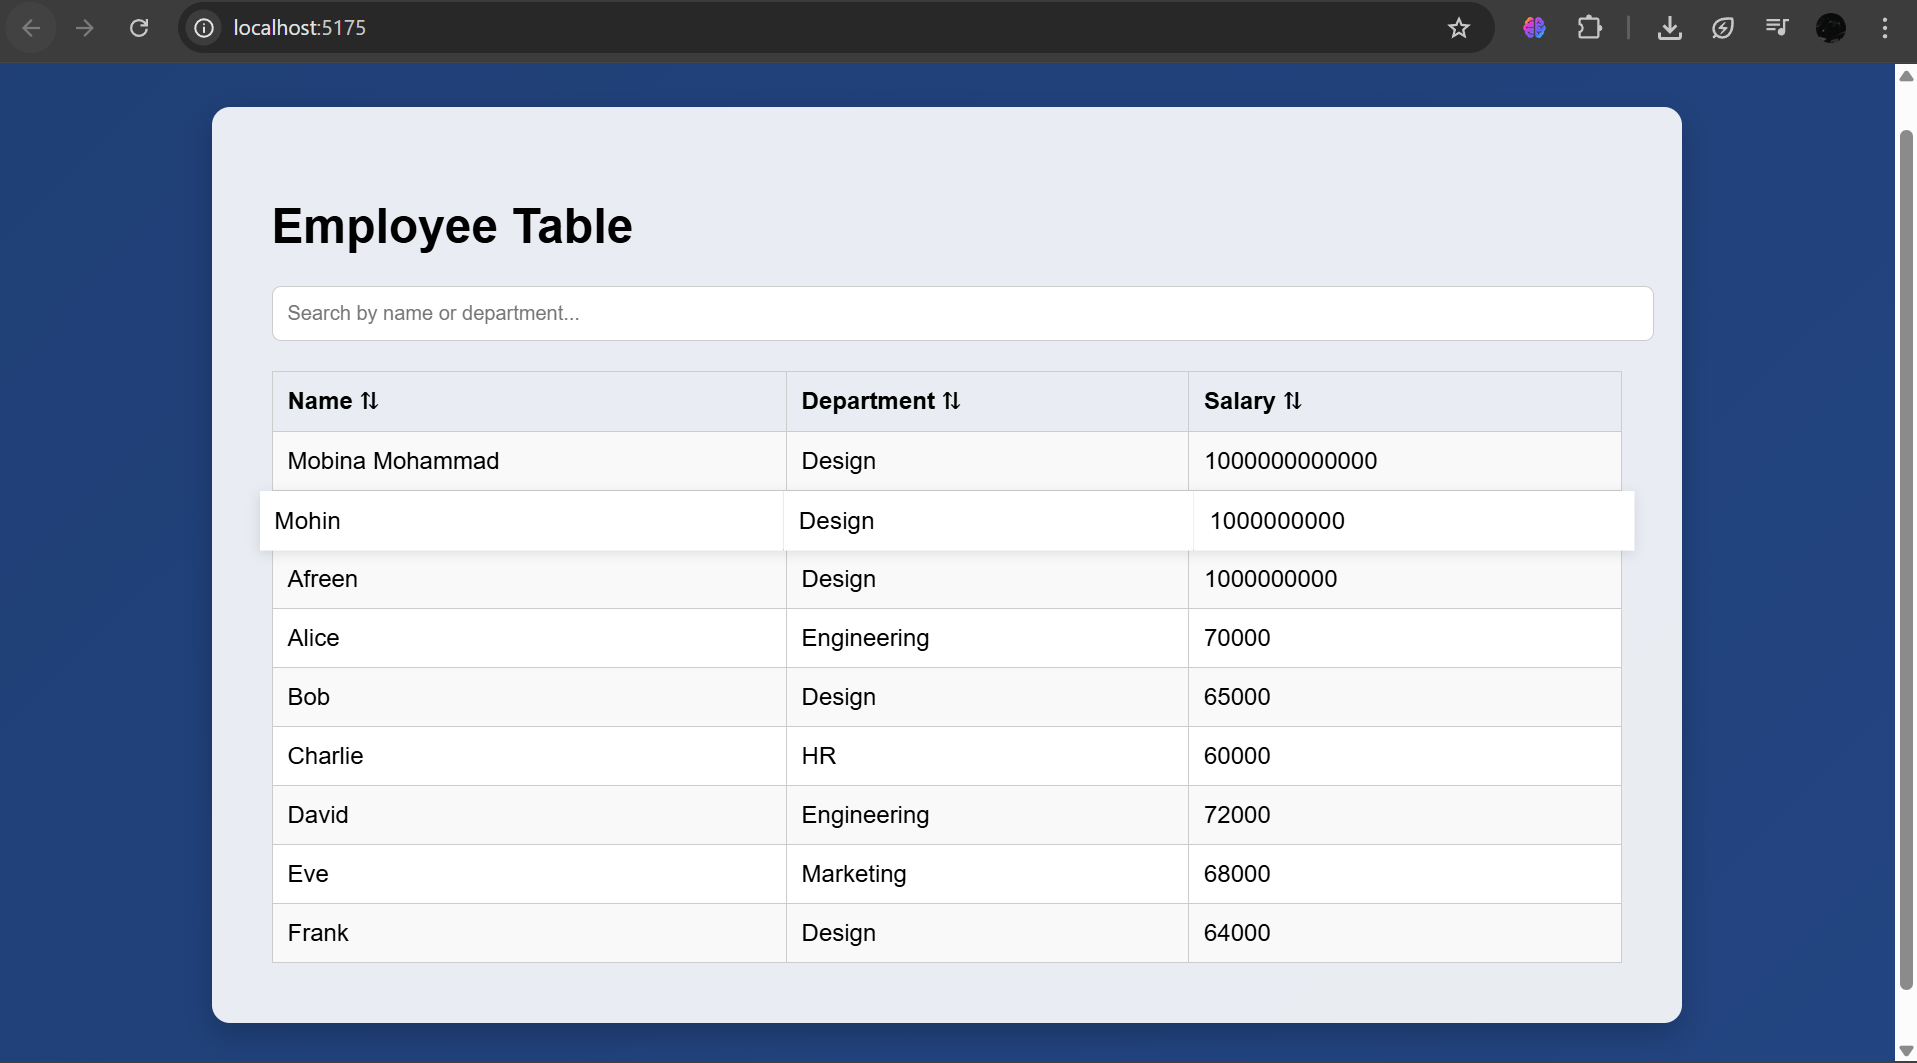 localhost:5175
Employee Table
Search by name or department...
Name ⇅ Department ⇅ Salary ⇅
Mobina Mohammad Design 1000000000000
Mohin Design 1000000000
Afreen Design 1000000000
Alice Engineering 70000
Bob Design 65000
Charlie HR 60000
David Engineering 72000
Eve Marketing 68000
Frank Design 64000